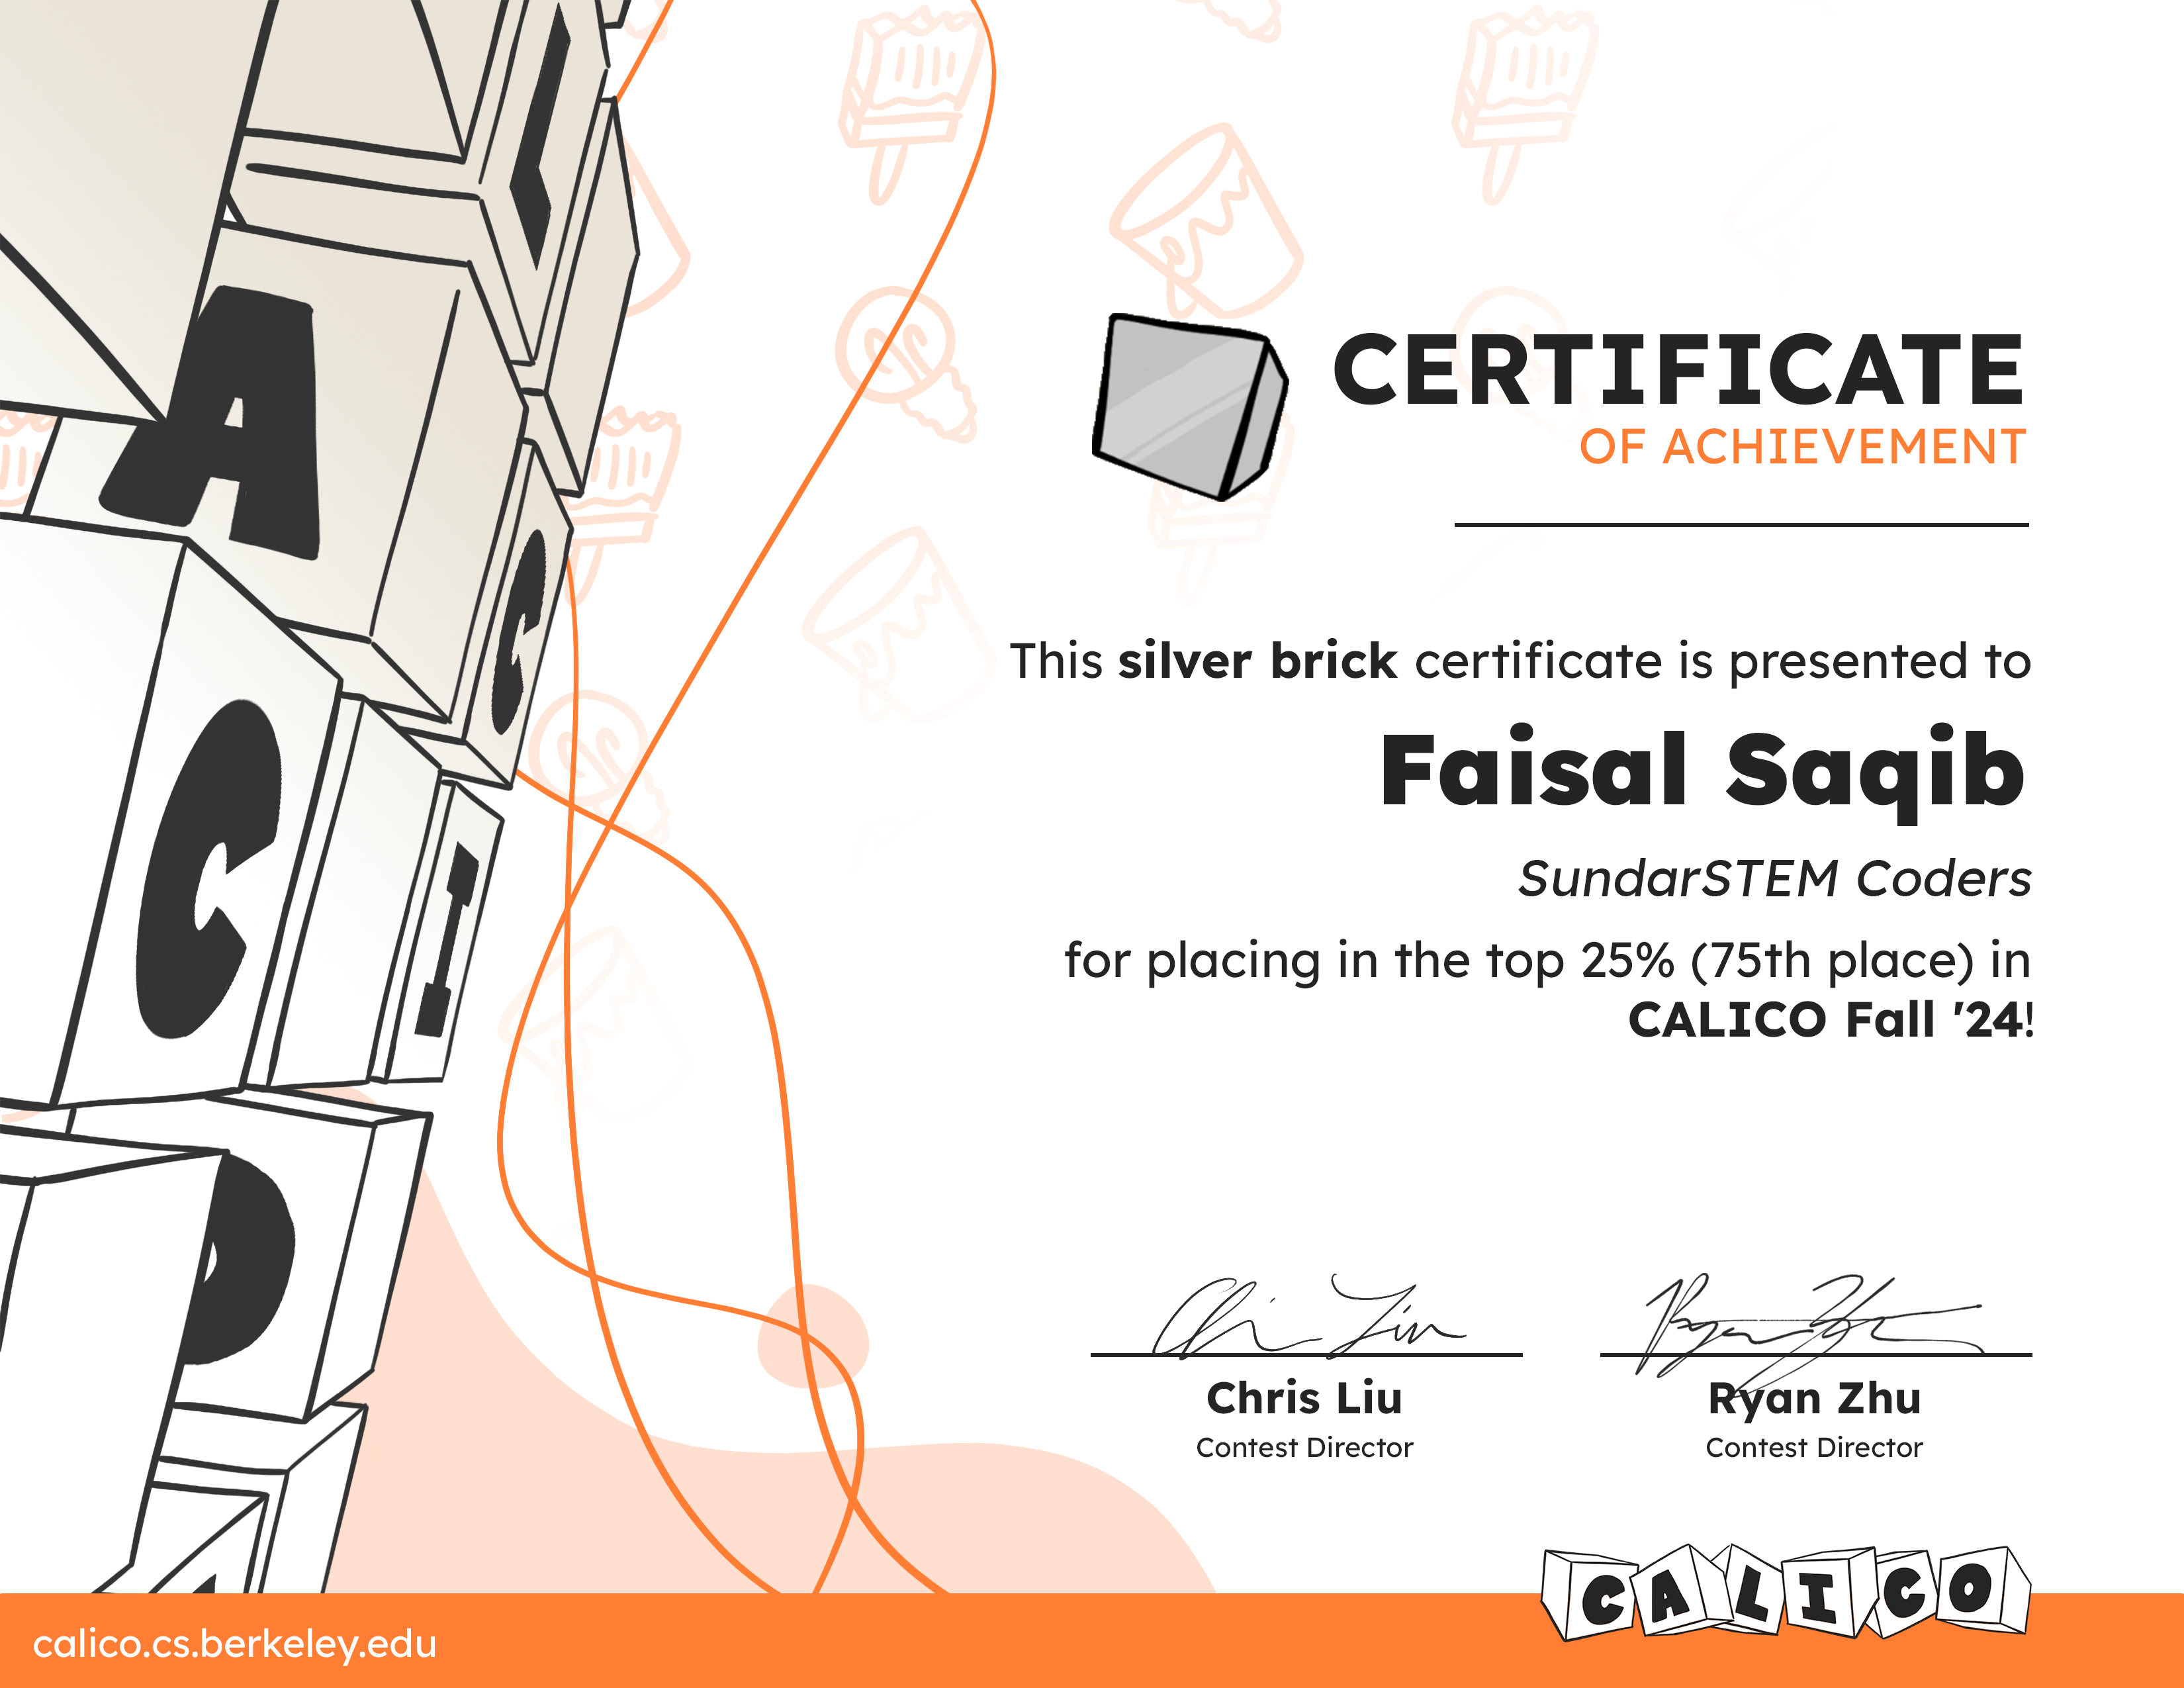 CERTIFICATE
OF ACHIEVEMENT
This silver brick certificate is presented to
Faisal Saqib
SundarSTEM Coders
for placing in the top 25% (75th place) in
CALICO Fall '24!
Chris Liu
Contest Director
Ryan Zhu
Contest Director
CALICO
calico.cs.berkeley.edu
A
C
C
I
P